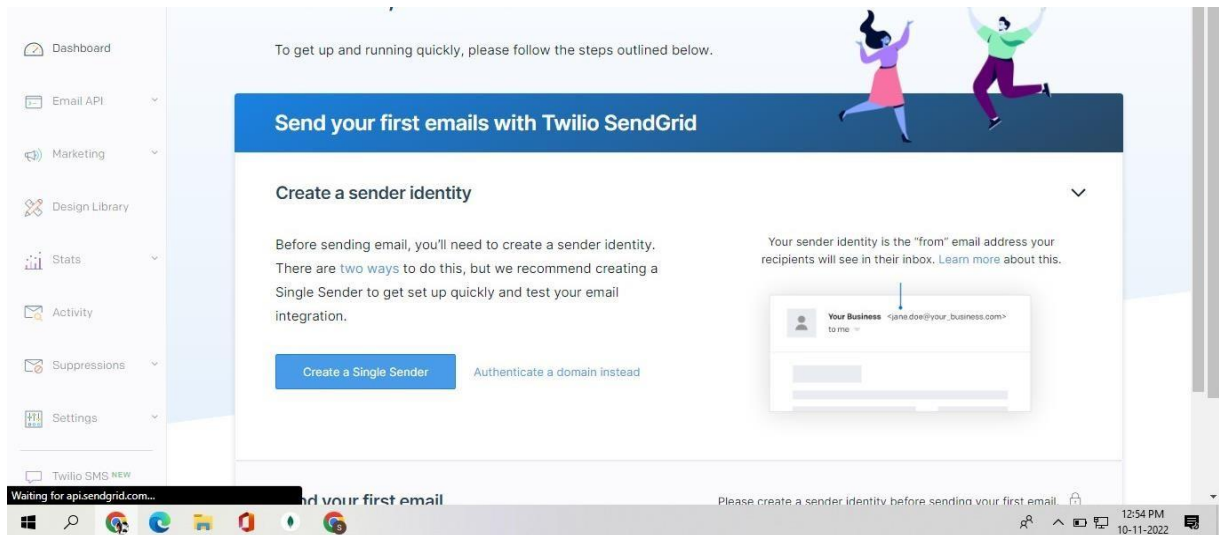 Dashboard
Email API
Marketing
Design Library
Stats
Activity
Suppressions
Settings
Twilio SMS NEW
To get up and running quickly, please follow the steps outlined below.
Send your first emails with Twilio SendGrid
Create a sender identity
Before sending email, you'll need to create a sender identity.
There are two ways to do this, but we recommend creating a
Single Sender to get set up quickly and test your email
integration.
Create a Single Sender
Authenticate a domain instead
Your sender identity is the "from" email address your
recipients will see in their inbox. Learn more about this.
Your Business <jane.doe@your_business.com>
to me
your first email
Please create a sender identity before sending your first email.
Waiting for api.sendgrid.com...
12:54 PM
10-11-2022